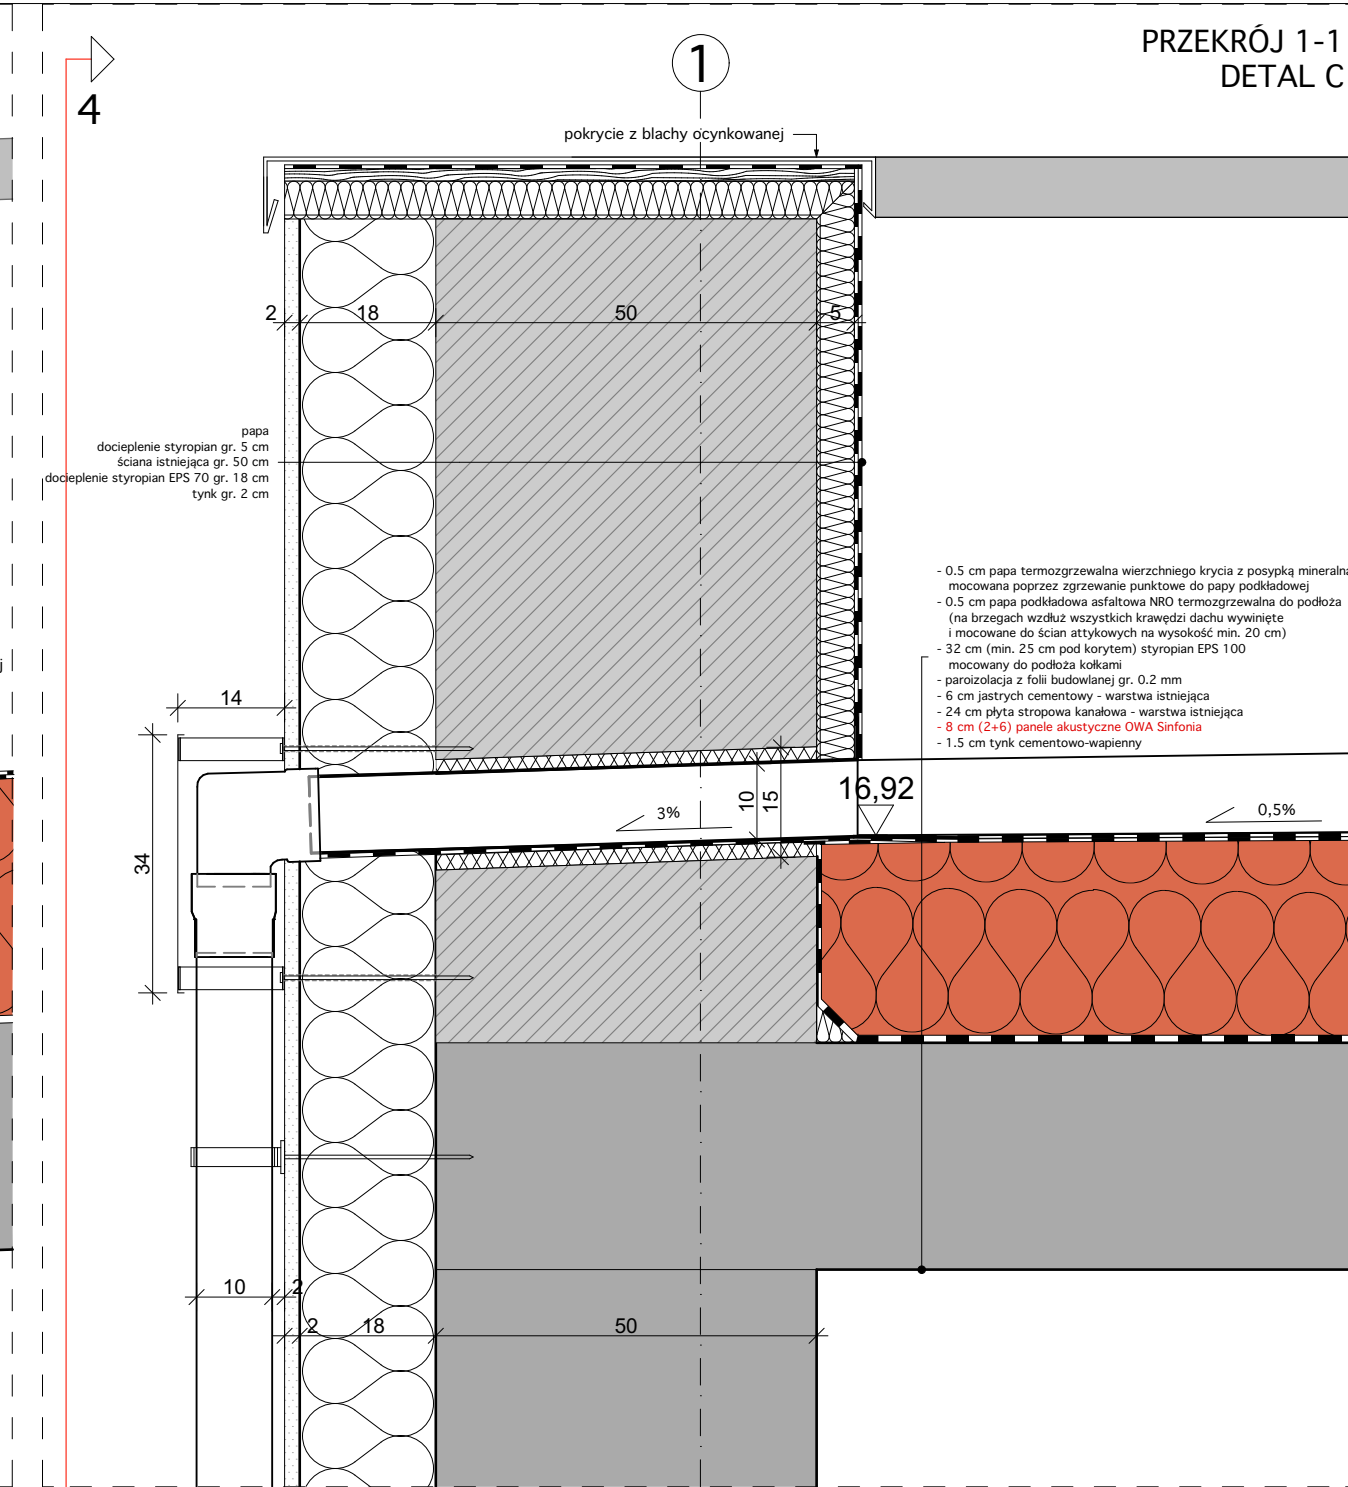 PRZEKRÓJ 1-1
DETAL C
4
1
pokrycie z blachy ocynkowanej
2 18 50 5
papa
docieplenie styropian gr. 5 cm
ściana istniejąca gr. 50 cm
docieplenie styropian EPS 70 gr. 18 cm
tynk gr. 2 cm
- 0.5 cm papa termozgrzewalna wierzchniego krycia z posypką mineralną
mocowana poprzez zgrzewanie punktowe do papy podkładowej
- 0.5 cm papa podkładowa asfaltowa NRO termozgrzewalna do podłoża
(na brzegach wzdłuż wszystkich krawędzi dachu wywinięte
i mocowane do ścian attykowych na wysokość min. 20 cm)
- 32 cm (min. 25 cm pod korytem) styropian EPS 100
mocowany do podłoża kołkami
- paroizolacja z folii budowlanej gr. 0.2 mm
- 6 cm jastrych cementowy - warstwa istniejąca
- 24 cm płyta stropowa kanałowa - warstwa istniejąca
- 8 cm (2+6) panele akustyczne OWA Sinfonia
- 1.5 cm tynk cementowo-wapienny
j
14
34
3%
10
15
16,92
0,5%
10 2
2 18 50